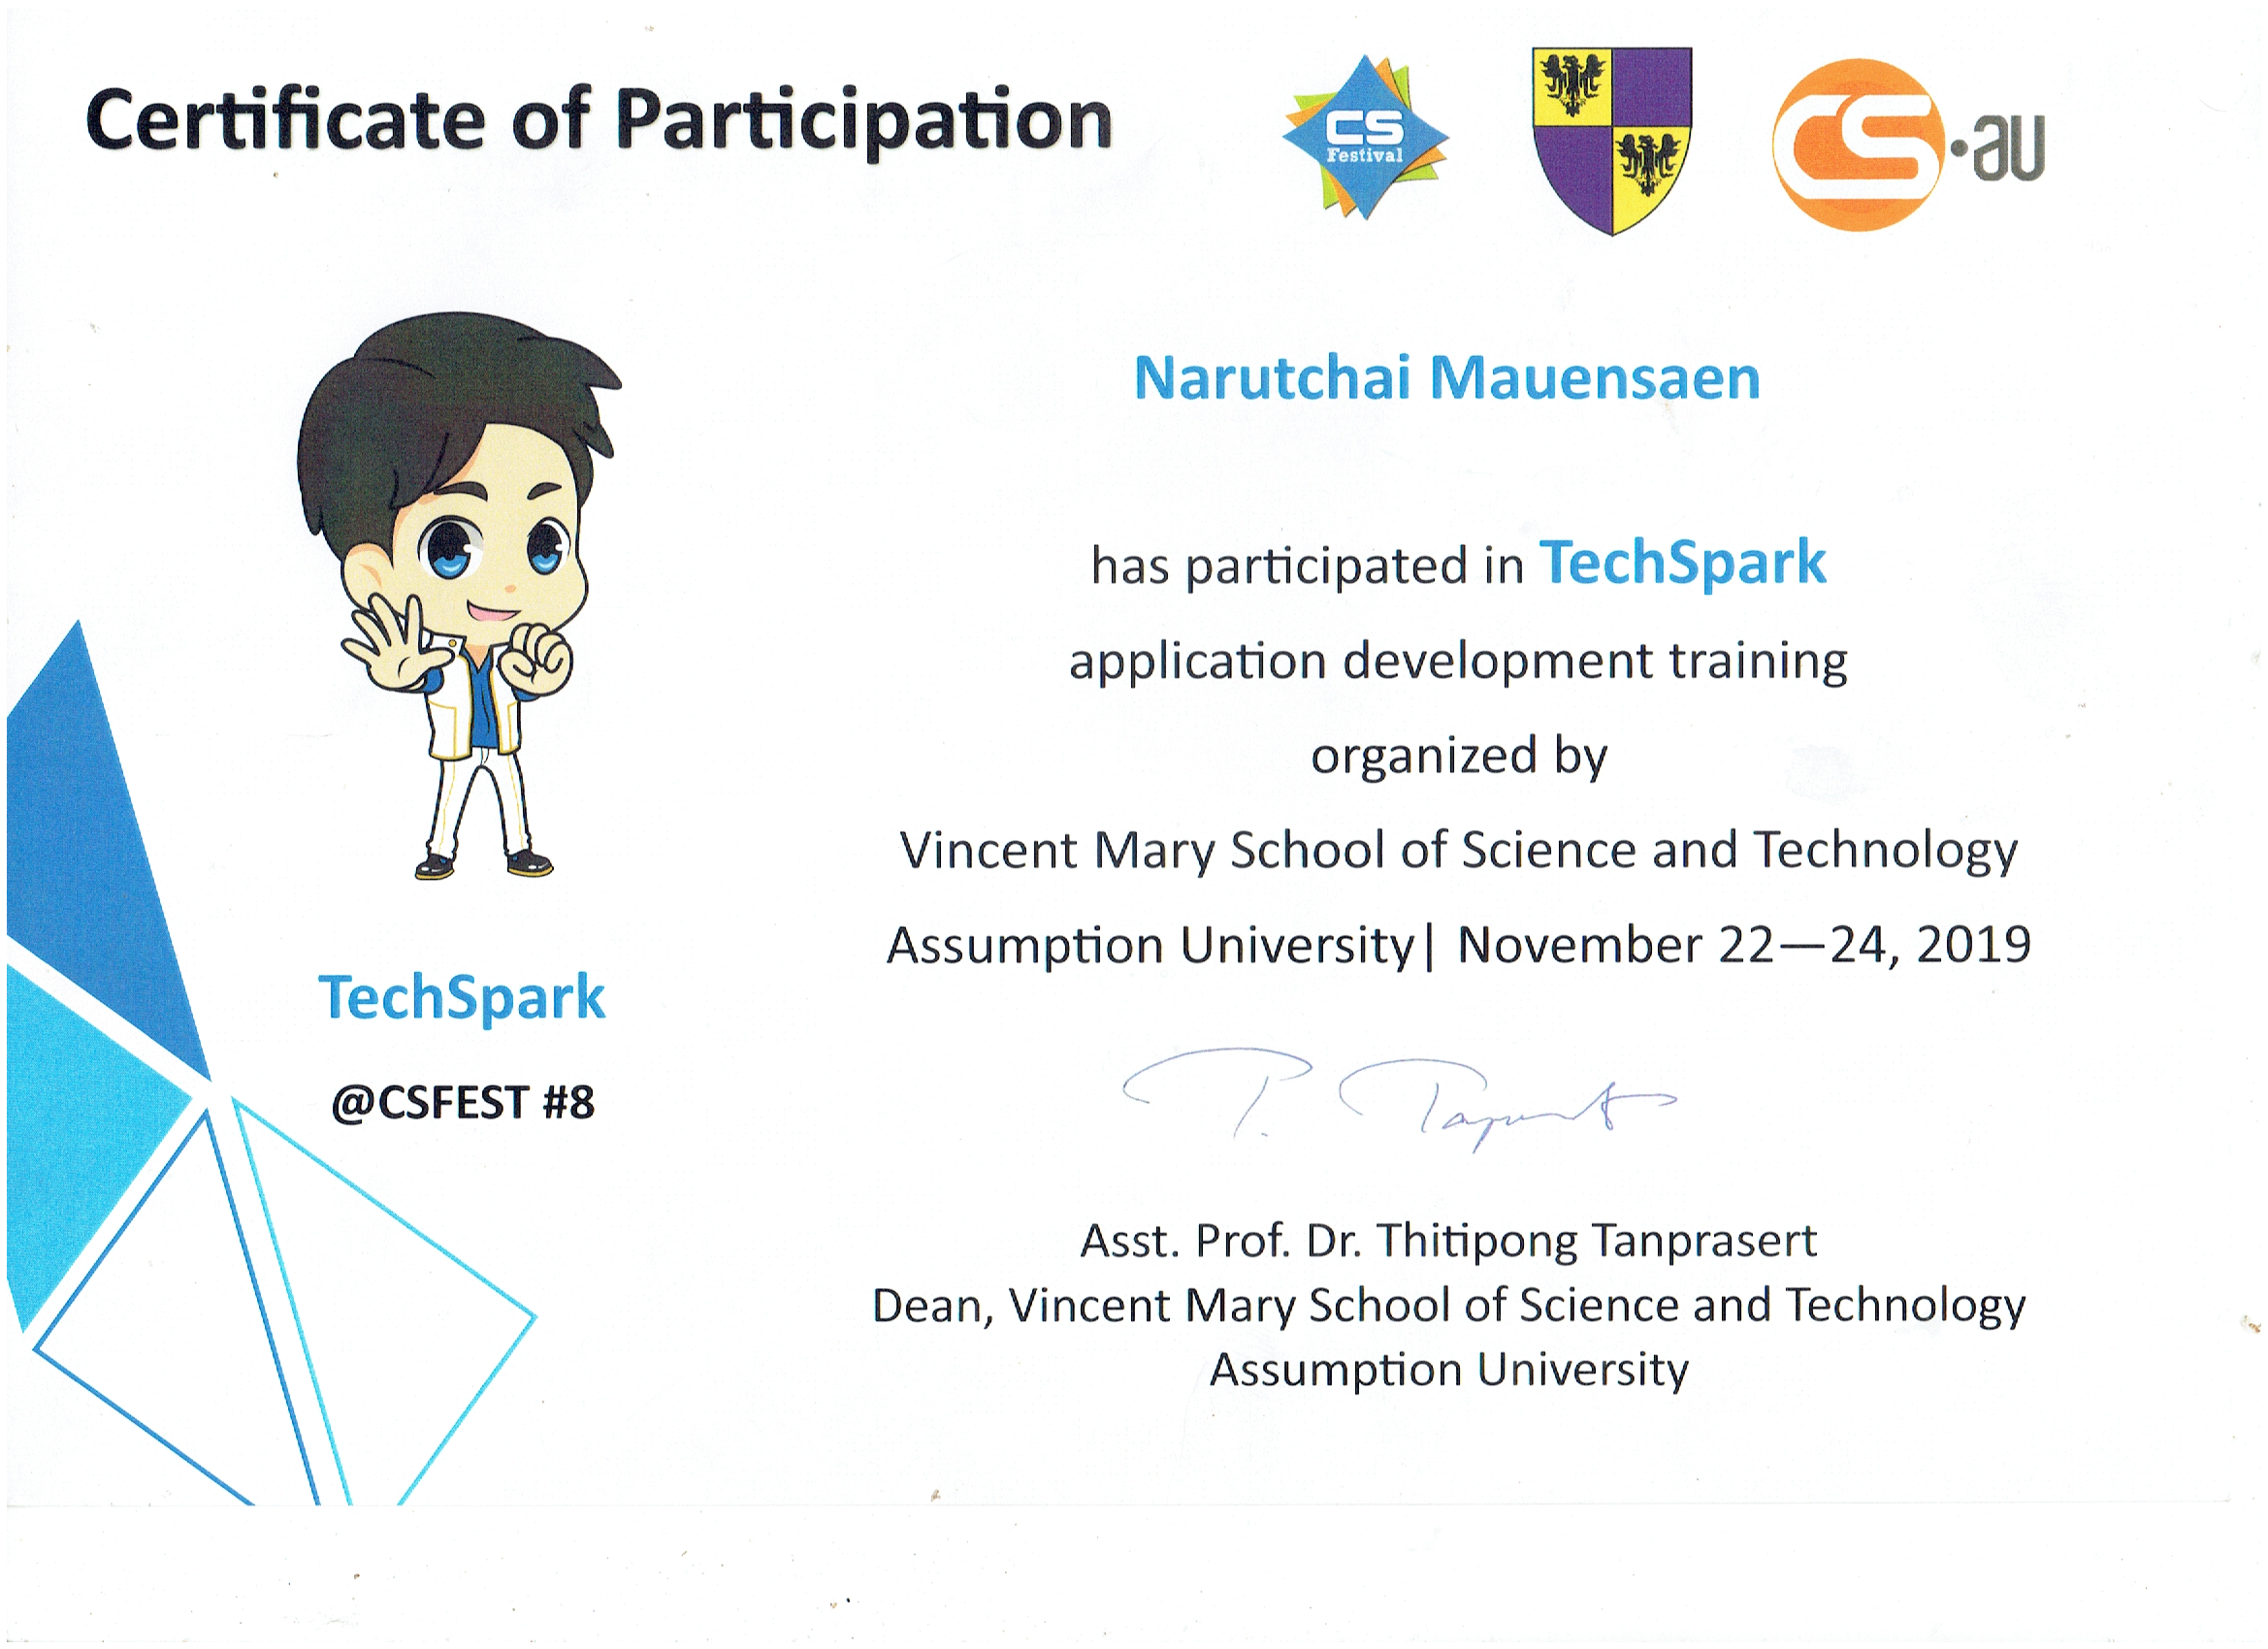 Certificate of Participation
CS
Festival
CS•AU
Narutchai Mauensaen
has participated in TechSpark
application development training
organized by
Vincent Mary School of Science and Technology
Assumption University| November 22—24, 2019
TechSpark
@CSFEST #8
Asst. Prof. Dr. Thitipong Tanprasert
Dean, Vincent Mary School of Science and Technology
Assumption University